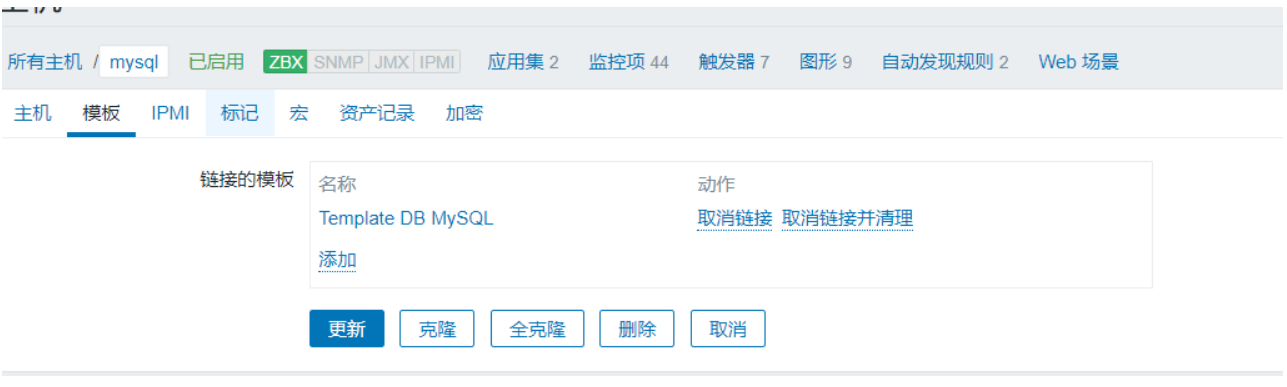 所有主机 / mysql 已启用 ZBX SNMP JMX IPMI 应用集 2 监控项 44 触发器 7 图形 9 自动发现规则 2 Web 场景
主机 模板 IPMI 标记 宏 资产记录 加密
链接的模板 名称 动作
Template DB MySQL 取消链接 取消链接并清理
添加
更新 克隆 全克隆 删除 取消